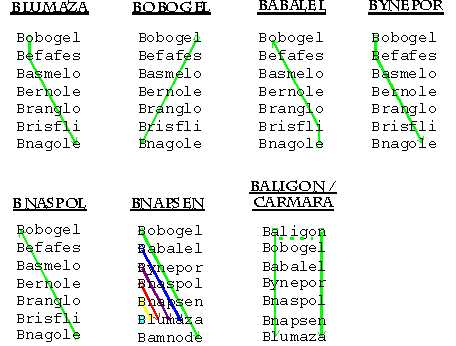 BLUMAZA
Bobogel
Befafes
Basmelo
Bernole
Branglo
Brisfli
Bnagole
BOBOGEL
Bobogel
Befafes
Basmelo
Bernole
Branglo
Brisfli
Bnagole
BABALEL
Bobogel
Befafes
Basmelo
Bernole
Branglo
Brisfli
Bnagole
BYNEPOR
Bobogel
Befafes
Basmelo
Bernole
Branglo
Brisfli
Bnagole
BNASPOL
Bobogel
Befafes
Basmelo
Bernole
Branglo
Brisfli
Bnagole
BNAPSEN
Bobogel
Babalel
Bynepor
Bnaspol
Bnapsen
Blumaza
Bamnode
BALIGON /
CARMARA
Baligon
Bobogel
Babalel
Bynepor
Bnaspol
Bnapsen
Blumaza